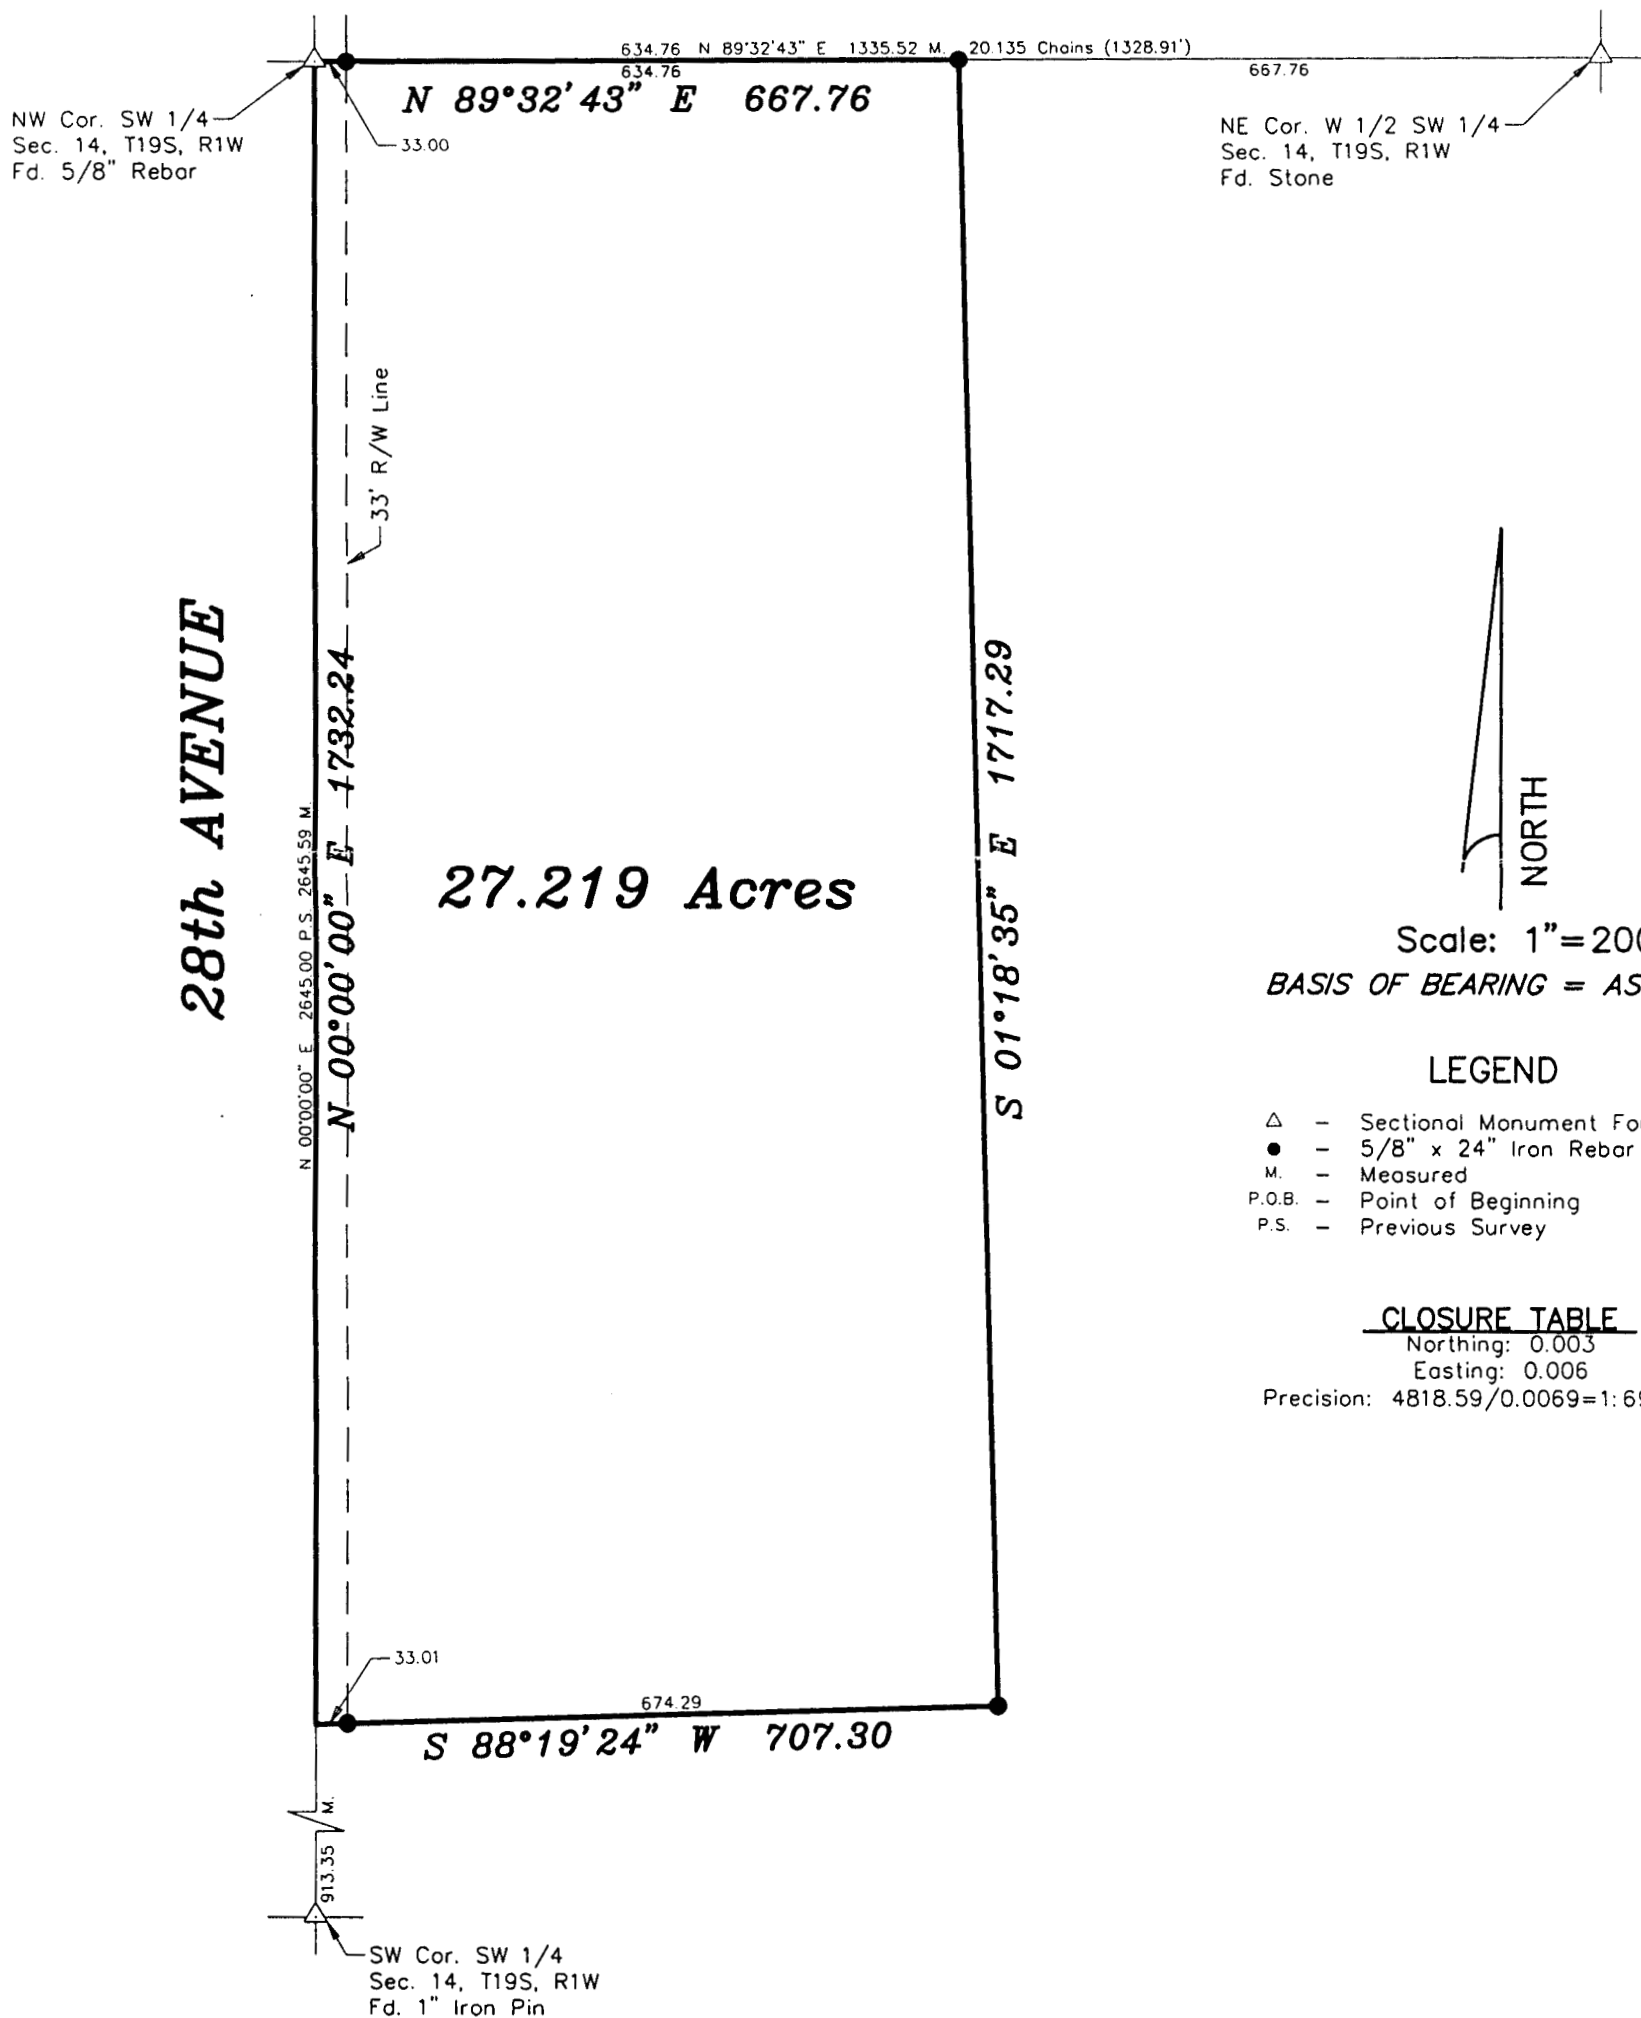 634.76 N 89°32'43" E 1335.52 M. 20.135 Chains (1328.91')
634.76
667.76
N 89°32'43" E 667.76
NW Cor. SW 1/4
Sec. 14, T19S, R1W
Fd. 5/8" Rebar
33.00
NE Cor. W 1/2 SW 1/4
Sec. 14, T19S, R1W
Fd. Stone
33' R/W Line
28th AVENUE
N 00°00'00" E 2645.00 P.S. 2645.59 M.
N 00°00'00" E 1732.24
27.219 Acres
S 01°18'35" E 1717.29
NORTH
Scale: 1"=200
BASIS OF BEARING = AS
LEGEND
△ - Sectional Monument Fo
● - 5/8" x 24" Iron Rebar
M. - Measured
P.O.B. - Point of Beginning
P.S. - Previous Survey
CLOSURE TABLE
Northing: 0.003
Easting: 0.006
Precision: 4818.59/0.0069=1:69
33.01
674.29
S 88°19'24" W 707.30
913.35 M.
SW Cor. SW 1/4
Sec. 14, T19S, R1W
Fd. 1" Iron Pin